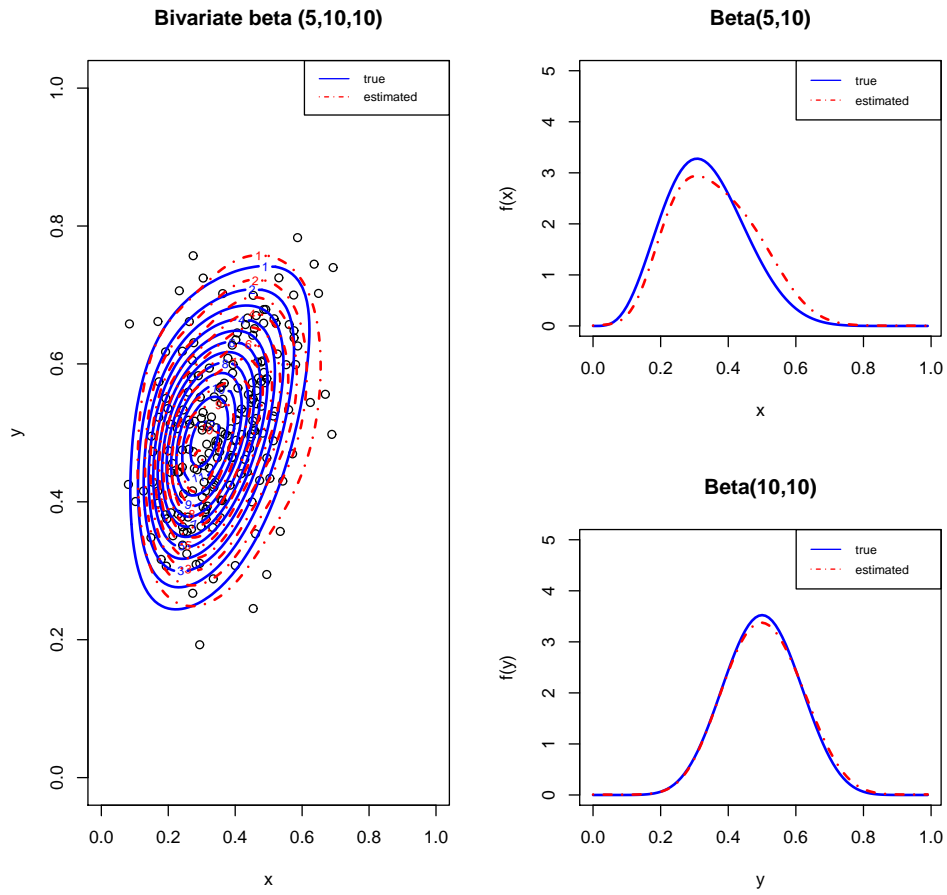 Bivariate beta (5,10,10)
true
estimated
y
1.0
0.8
0.6
0.4
0.2
0.0
0.0 0.2 0.4 0.6 0.8 1.0
x
Beta(5,10)
true
estimated
f(x)
5
4
3
2
1
0
0.0 0.2 0.4 0.6 0.8 1.0
x
Beta(10,10)
true
estimated
f(y)
5
4
3
2
1
0
0.0 0.2 0.4 0.6 0.8 1.0
y